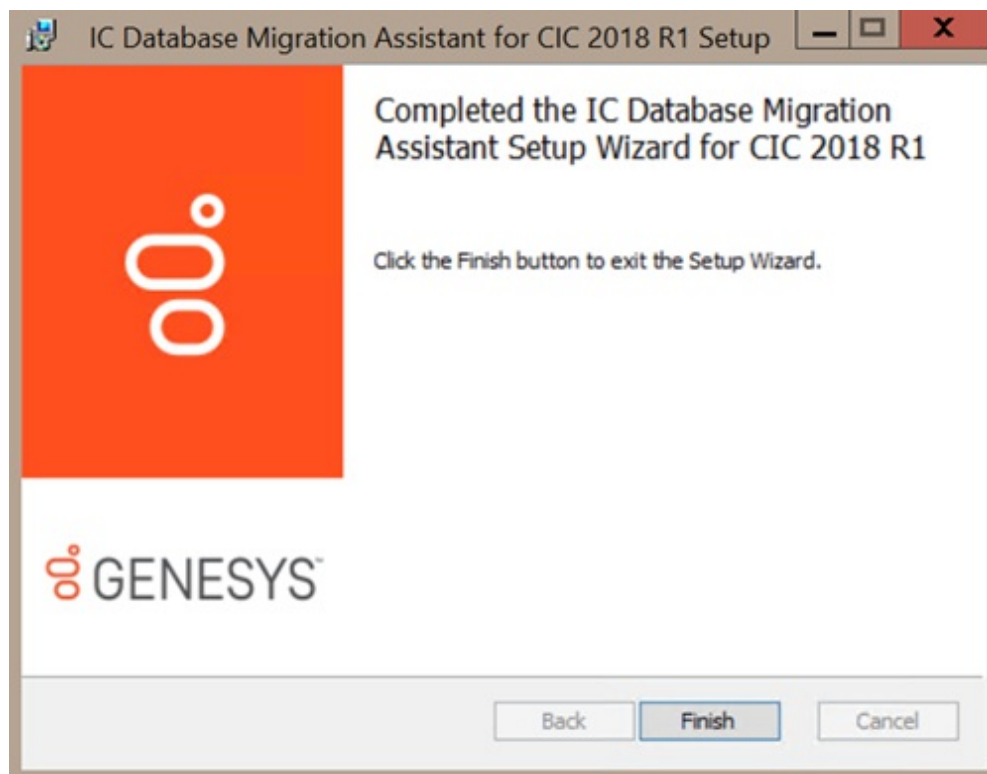 IC Database Migration Assistant for CIC 2018 R1 Setup
Completed the IC Database Migration
Assistant Setup Wizard for CIC 2018 R1
Click the Finish button to exit the Setup Wizard.
GENESYS™
Back
Finish
Cancel